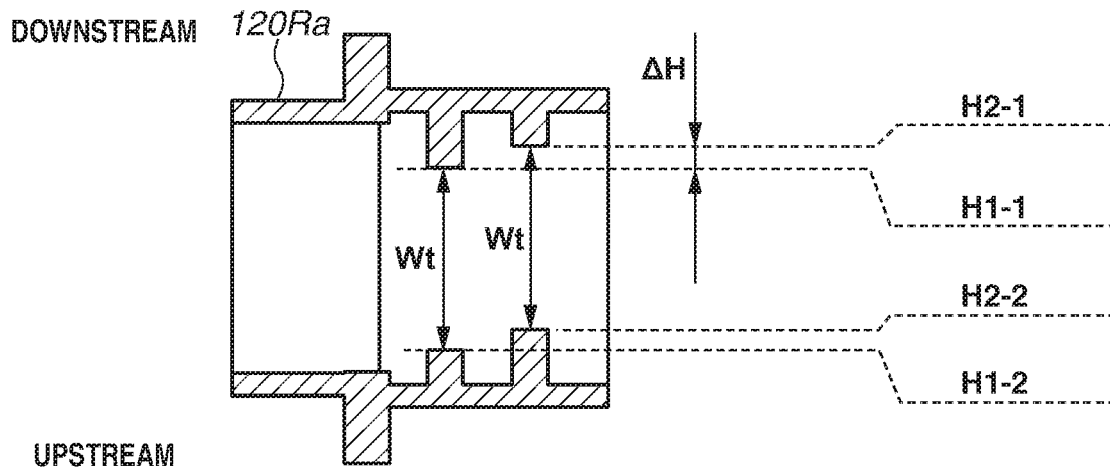 DOWNSTREAM
120Ra
ΔH
H2-1
H1-1
Wt
Wt
H2-2
H1-2
UPSTREAM